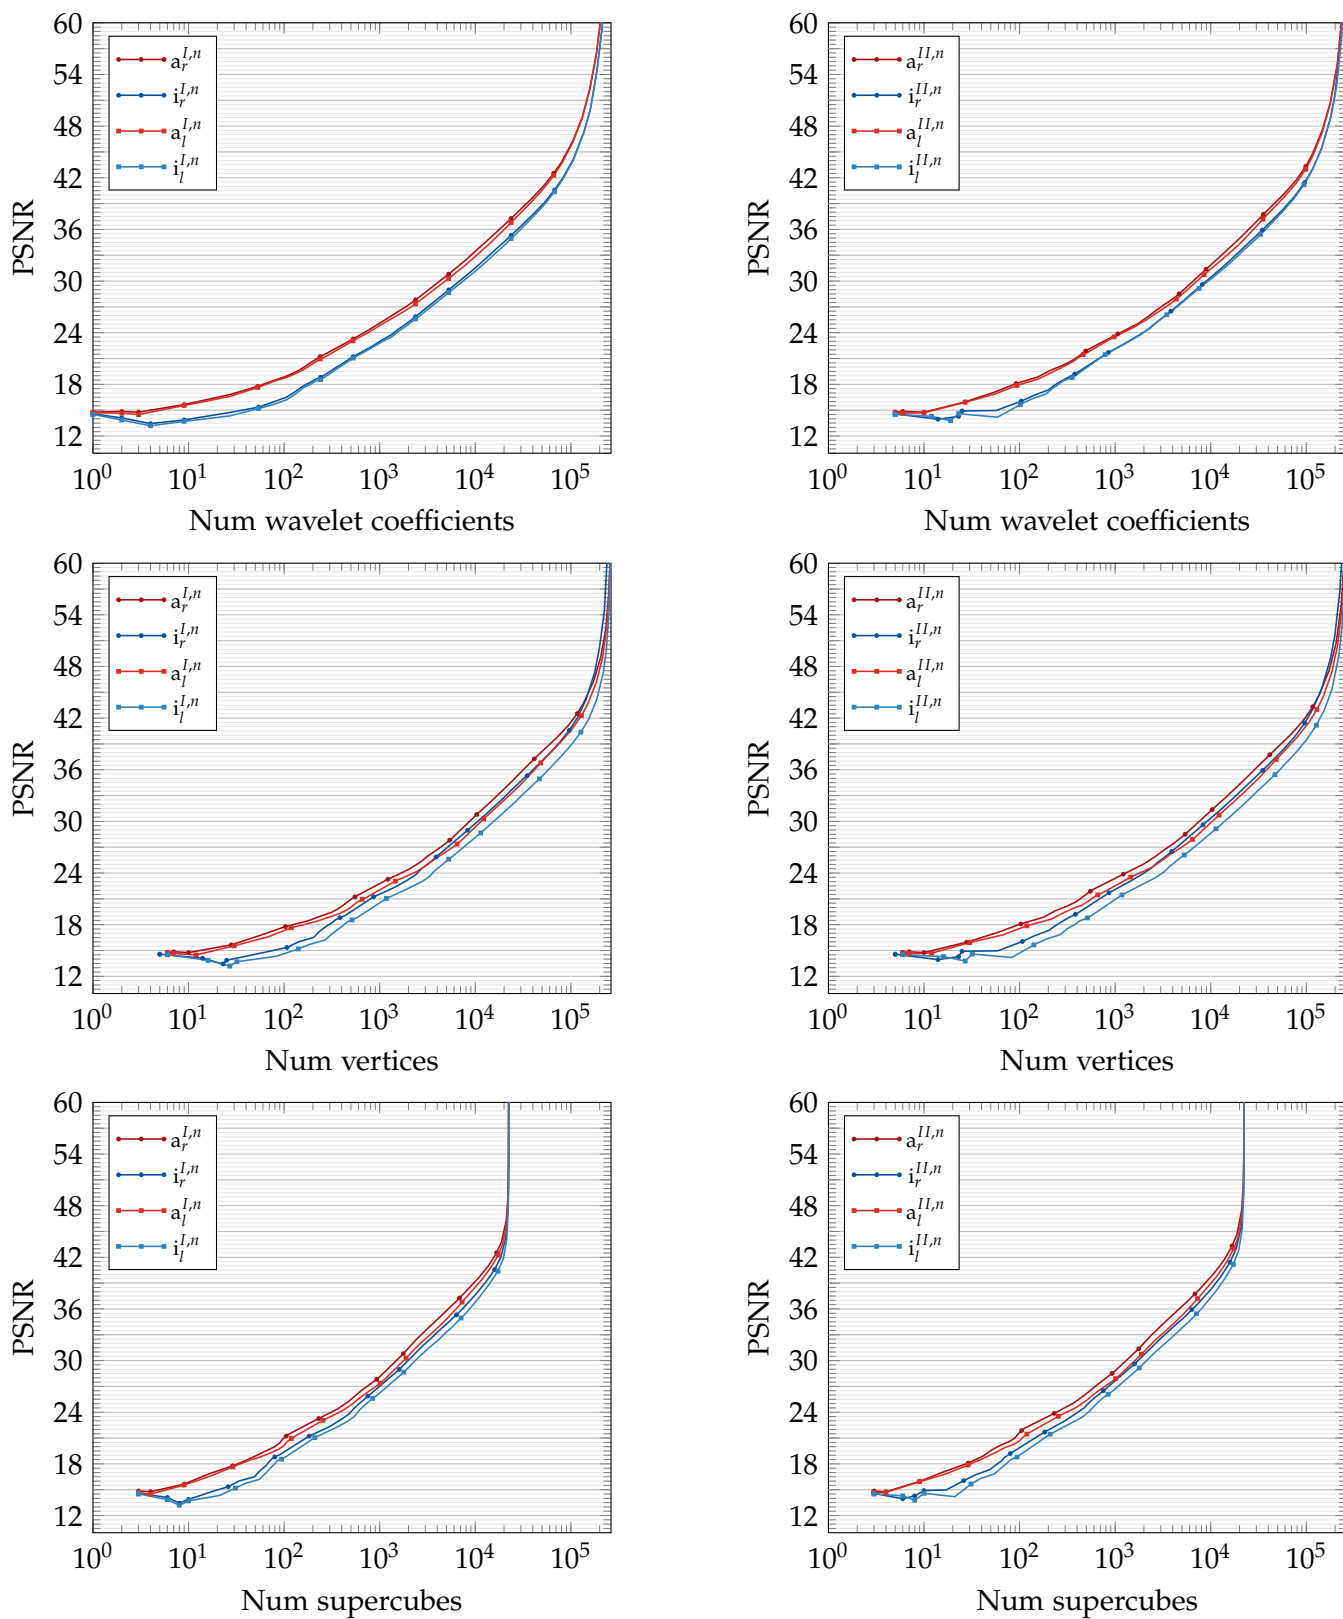 60
54
48
42
36
30
24
18
12
PSNR
a_r^{I,n}
i_r^{I,n}
a_l^{I,n}
i_l^{I,n}
10^0 10^1 10^2 10^3 10^4 10^5
Num wavelet coefficients
60
54
48
42
36
30
24
18
12
PSNR
a_r^{II,n}
i_r^{II,n}
a_l^{II,n}
i_l^{II,n}
10^0 10^1 10^2 10^3 10^4 10^5
Num wavelet coefficients
60
54
48
42
36
30
24
18
12
PSNR
a_r^{I,n}
i_r^{I,n}
a_l^{I,n}
i_l^{I,n}
10^0 10^1 10^2 10^3 10^4 10^5
Num vertices
60
54
48
42
36
30
24
18
12
PSNR
a_r^{II,n}
i_r^{II,n}
a_l^{II,n}
i_l^{II,n}
10^0 10^1 10^2 10^3 10^4 10^5
Num vertices
60
54
48
42
36
30
24
18
12
PSNR
a_r^{I,n}
i_r^{I,n}
a_l^{I,n}
i_l^{I,n}
10^0 10^1 10^2 10^3 10^4 10^5
Num supercubes
60
54
48
42
36
30
24
18
12
PSNR
a_r^{II,n}
i_r^{II,n}
a_l^{II,n}
i_l^{II,n}
10^0 10^1 10^2 10^3 10^4 10^5
Num supercubes